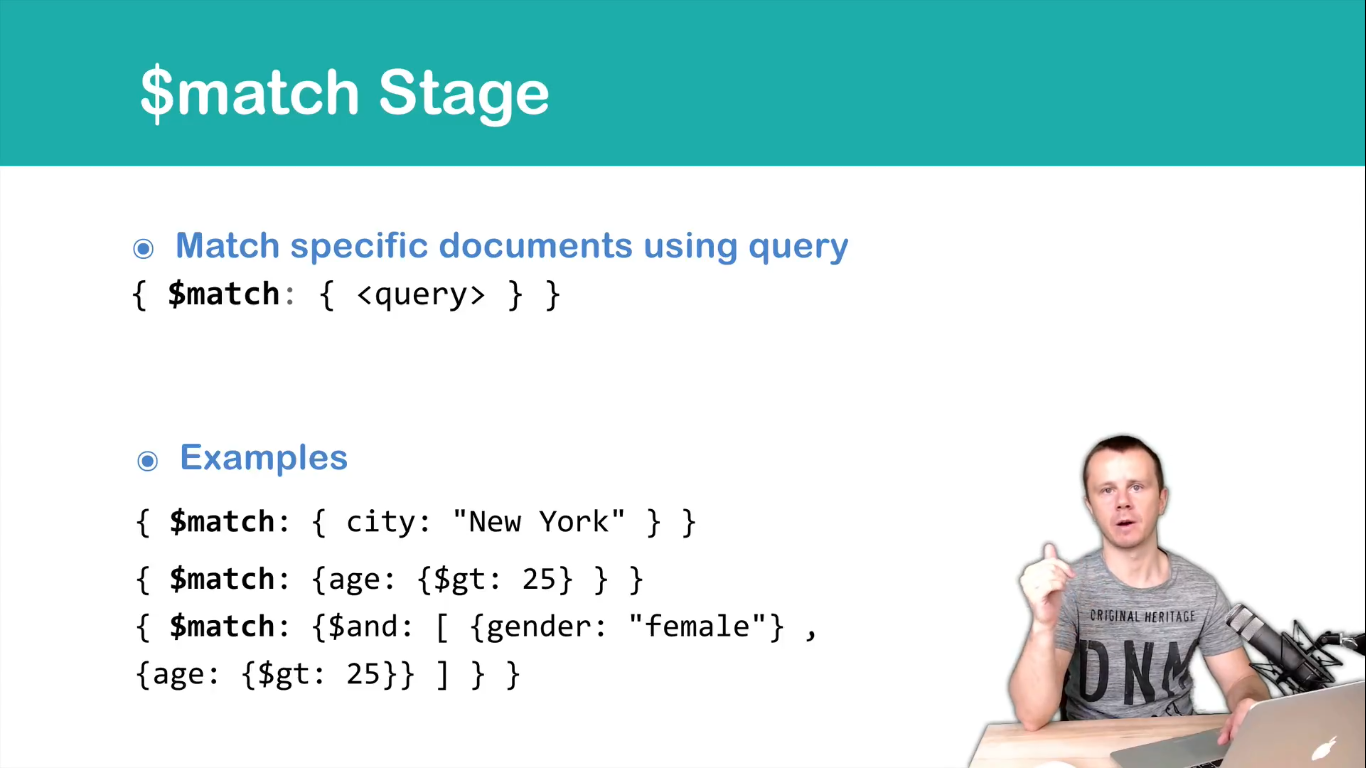 $match Stage
Match specific documents using query
{ $match: { <query> } }
Examples
{ $match: { city: "New York" } }
{ $match: {age: {$gt: 25} } }
{ $match: {$and: [ {gender: "female"} ,
{age: {$gt: 25}} ] } }
ORIGINAL HERITAGE
DNM